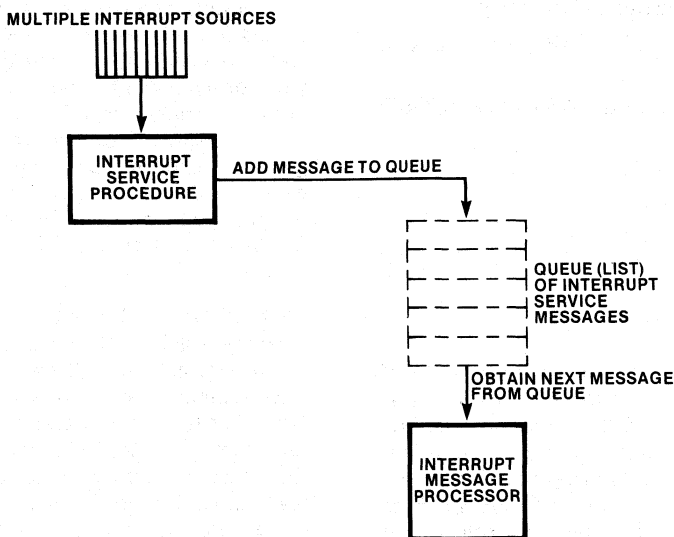 MULTIPLE INTERRUPT SOURCES
INTERRUPT
SERVICE
PROCEDURE
ADD MESSAGE TO QUEUE
QUEUE (LIST)
OF INTERRUPT
SERVICE
MESSAGES
OBTAIN NEXT MESSAGE
FROM QUEUE
INTERRUPT
MESSAGE
PROCESSOR